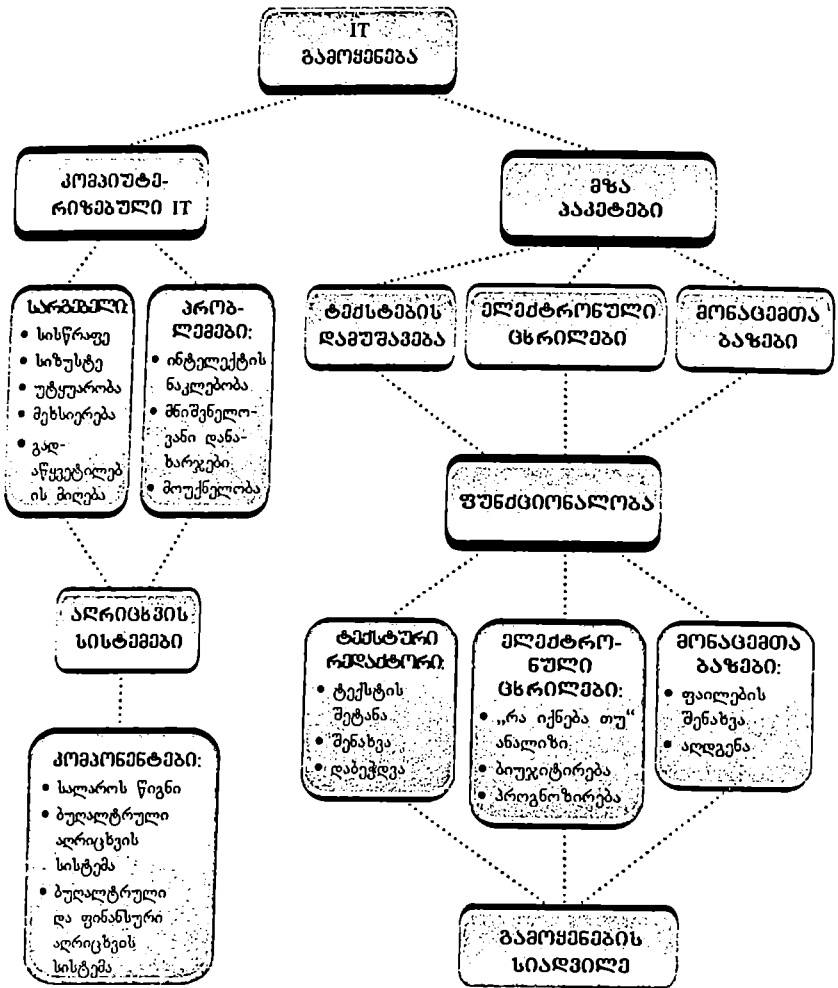 IT
გამოყენება
კომპიუტე-
რიზებული IT
მზა
პაკეტები
სარგებელი:
• სისწრაფე
• სიზუსტე
• უტყუარობა
• მეხსიერება
• გად-
აწყვეტილებ
ის მიღება
პრობ-
ლემები:
• ინტელექტის
ნაკლებობა
• მნიშვნელო-
ვანი დანა-
ხარჯები
• მოუქნელობა
ტექსტების
დამუშავება
ელექტრონული
ცხრილები
მონაცემთა
ბაზები
ფუნქციონალობა
აღრიცხვის
სისტემები
ტექსტური
რედაქტორი:
• ტექსტის
შეტანა
• შენახვა
• დაბეჭდვა
ელექტრო-
ნული
ცხრილები:
• „რა იქნება თუ“
ანალიზი
• ბიუჯიტირება
• პროგნოზირება
მონაცემთა
ბაზები:
• ფაილების
შენახვა
• აღდგენა
კომპონენტები:
• სალაროს წიგნი
• ბუღალტრული
აღრიცხვის
სისტემა
• ბუღალტრული
და ფინანსური
აღრიცხვის
სისტემა
გამოყენების
სიადვილე